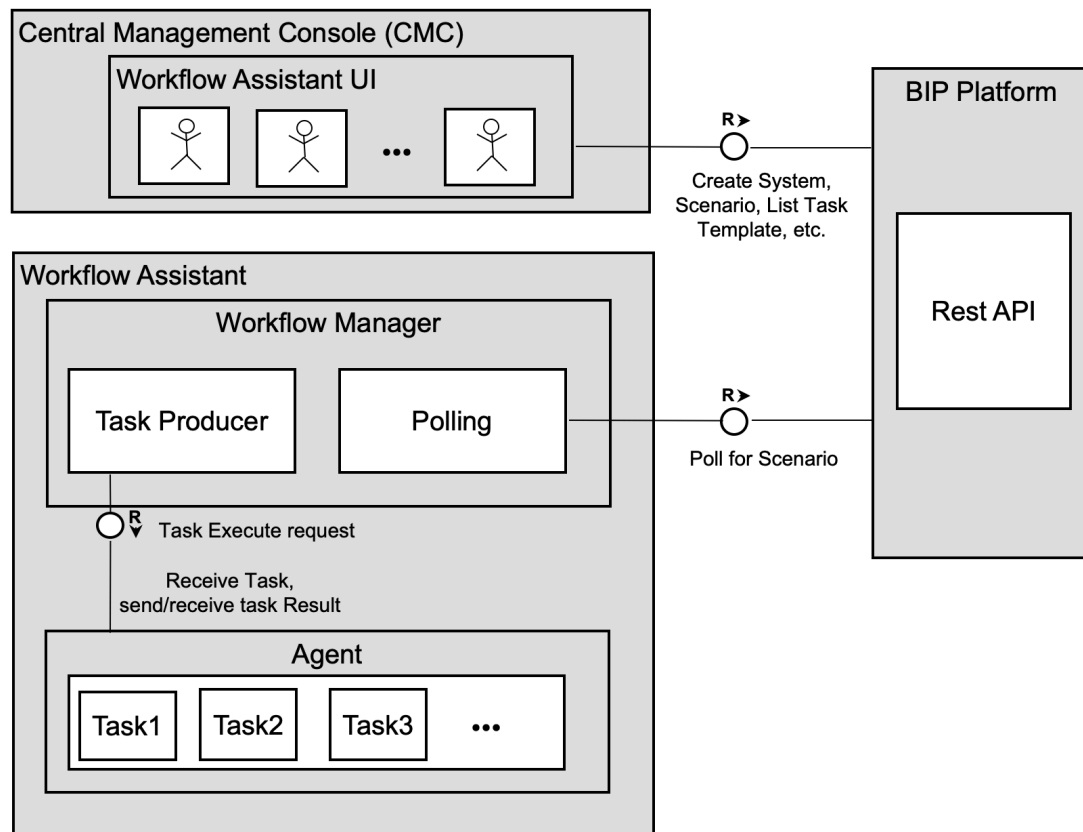 Central Management Console (CMC)
Workflow Assistant UI
...
R
Create System,
Scenario, List Task
Template, etc.
BIP Platform
Rest API
Workflow Assistant
Workflow Manager
Task Producer
Polling
R
Poll for Scenario
R
Task Execute request
Receive Task,
send/receive task Result
Agent
Task1
Task2
Task3
...